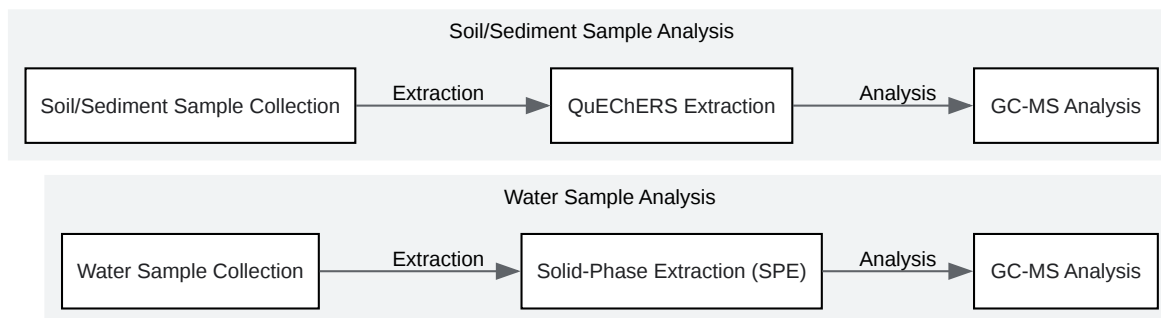 Soil/Sediment Sample Analysis
Soil/Sediment Sample Collection
Extraction
QuEChERS Extraction
Analysis
GC-MS Analysis
Water Sample Analysis
Water Sample Collection
Extraction
Solid-Phase Extraction (SPE)
Analysis
GC-MS Analysis